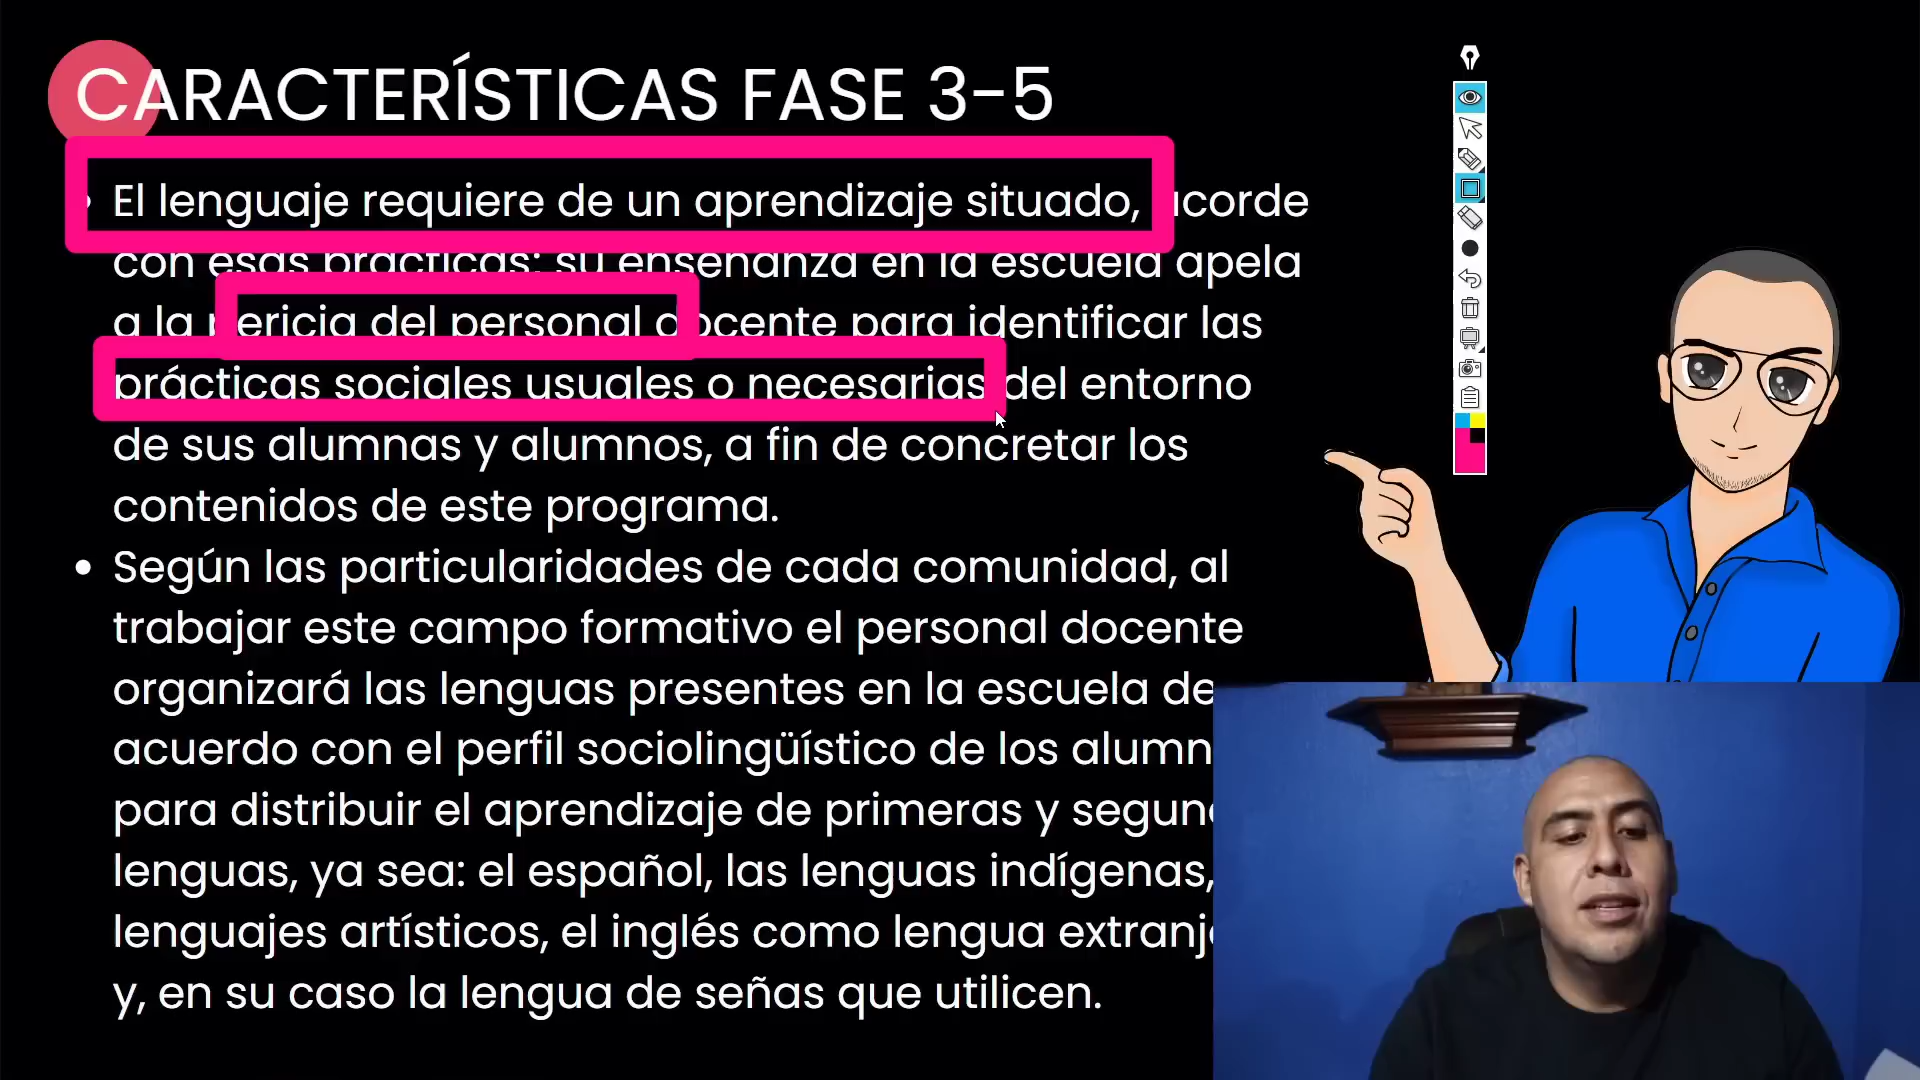 CARACTERÍSTICAS FASE 3-5
El lenguaje requiere de un aprendizaje situado, acorde
con esas prácticas; su enseñanza en la escuela apela
a la pericia del personal docente para identificar las
prácticas sociales usuales o necesarias del entorno
de sus alumnas y alumnos, a fin de concretar los
contenidos de este programa.
Según las particularidades de cada comunidad, al
trabajar este campo formativo el personal docente
organizará las lenguas presentes en la escuela de
acuerdo con el perfil sociolingüístico de los alumn
para distribuir el aprendizaje de primeras y segun
lenguas, ya sea: el español, las lenguas indígenas,
lenguajes artísticos, el inglés como lengua extranj
y, en su caso la lengua de señas que utilicen.